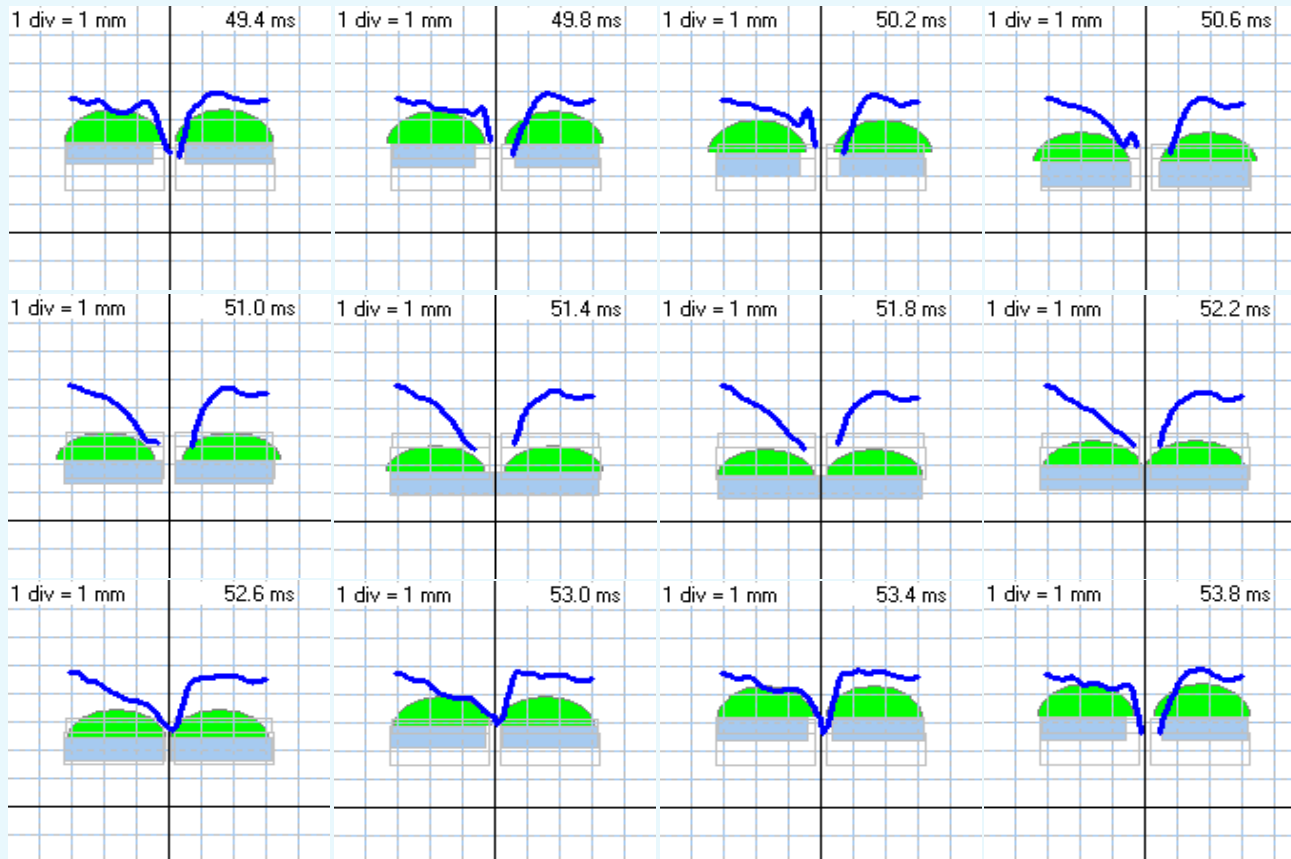 1 div = 1 mm 49.4 ms
1 div = 1 mm 49.8 ms
1 div = 1 mm 50.2 ms
1 div = 1 mm 50.6 ms
1 div = 1 mm 51.0 ms
1 div = 1 mm 51.4 ms
1 div = 1 mm 51.8 ms
1 div = 1 mm 52.2 ms
1 div = 1 mm 52.6 ms
1 div = 1 mm 53.0 ms
1 div = 1 mm 53.4 ms
1 div = 1 mm 53.8 ms